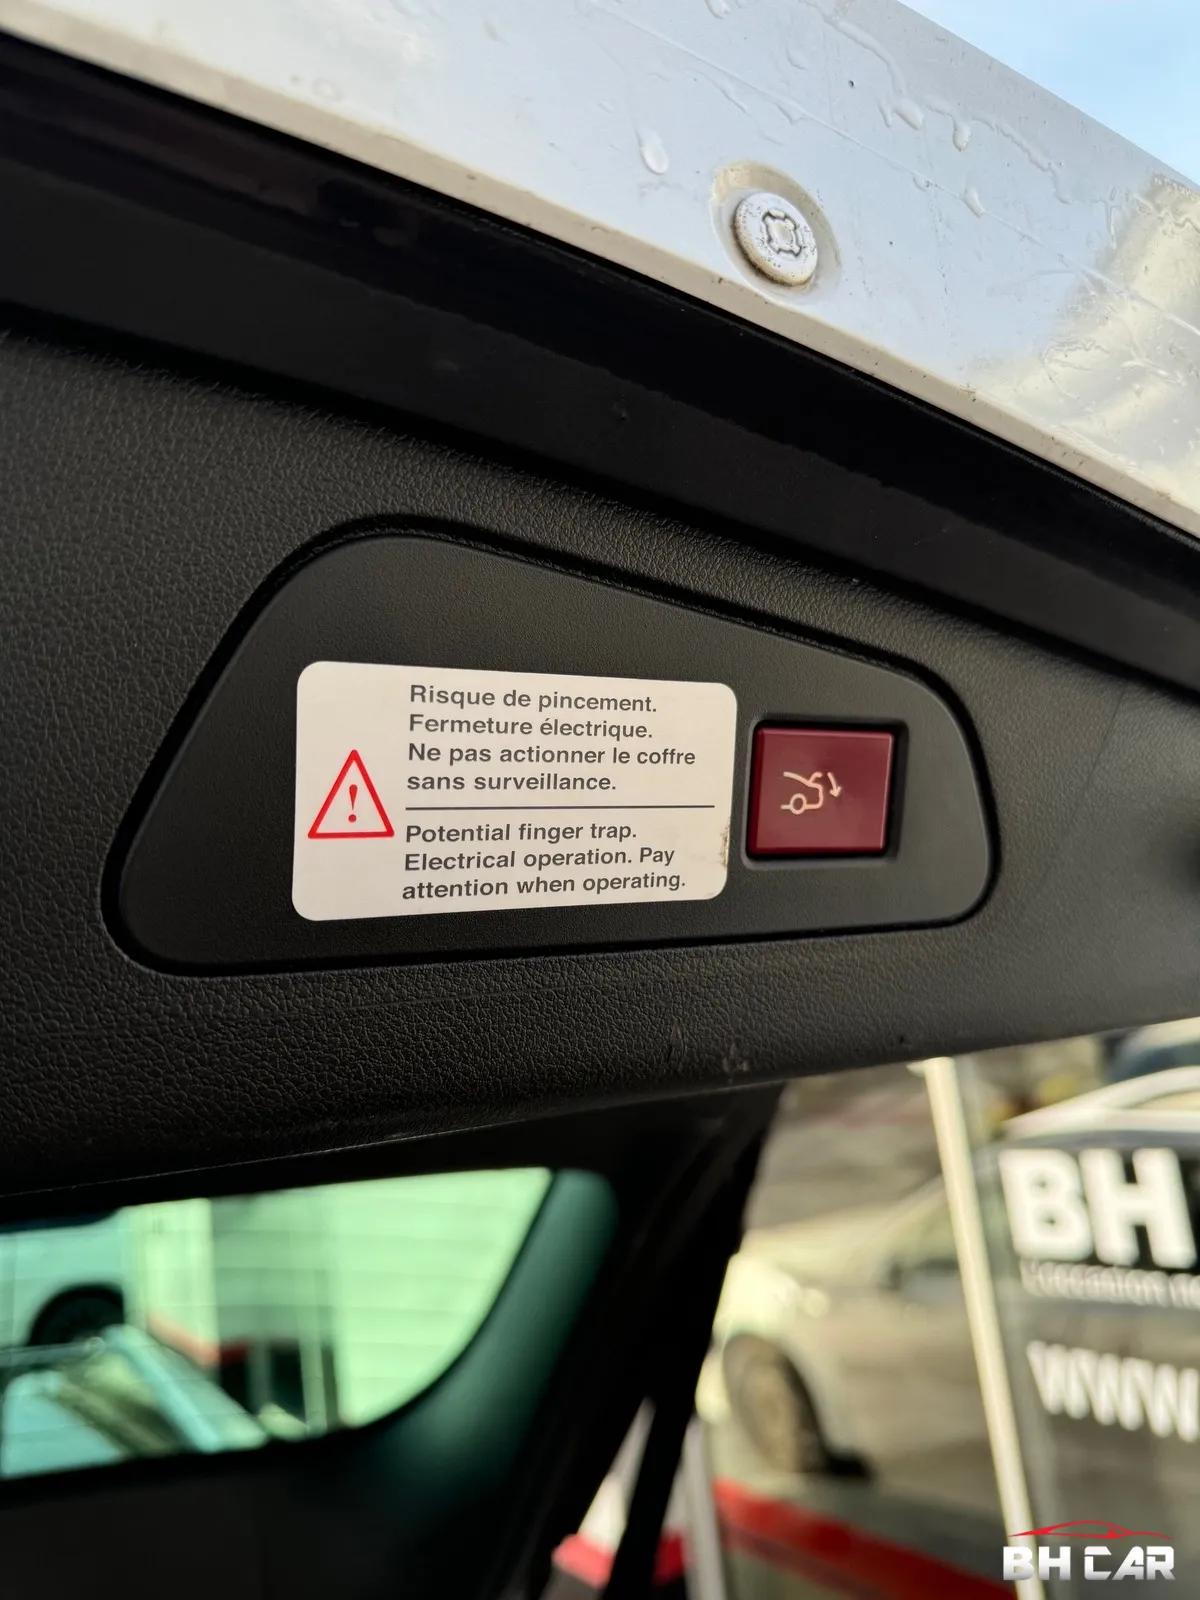 Risque de pincement.
Fermeture électrique.
Ne pas actionner le coffre
sans surveillance.
Potential finger trap.
Electrical operation. Pay
attention when operating.
BH
WWW
BH CAR